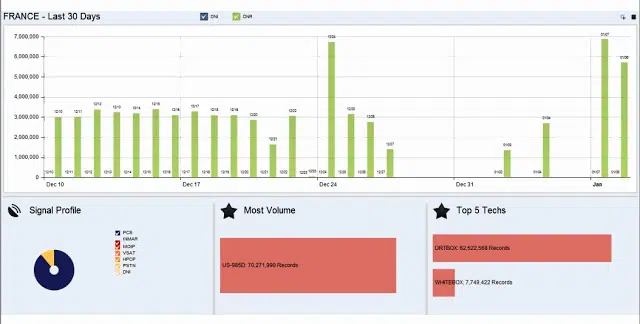 FRANCE - Last 30 Days
DNI
DNR
7,000,000
6,000,000
5,000,000
4,000,000
3,000,000
2,000,000
1,000,000
0
12/24
01/07
01/08
12/10
12/11
12/12
12/13
12/14
12/15
12/16
12/17
12/18
12/19
12/20
12/21
12/22
12/25
12/26
12/27
01/03
01/04
Dec 10
Dec 17
Dec 24
Dec 31
Jan
Signal Profile
PCS
INMAR
MOIP
VSAT
HPCP
PSTN
DNI
Most Volume
US-985D: 70,271,990 Records
Top 5 Techs
DRTBOX: 62,522,568 Records
WHITEBOX: 7,749,422 Records